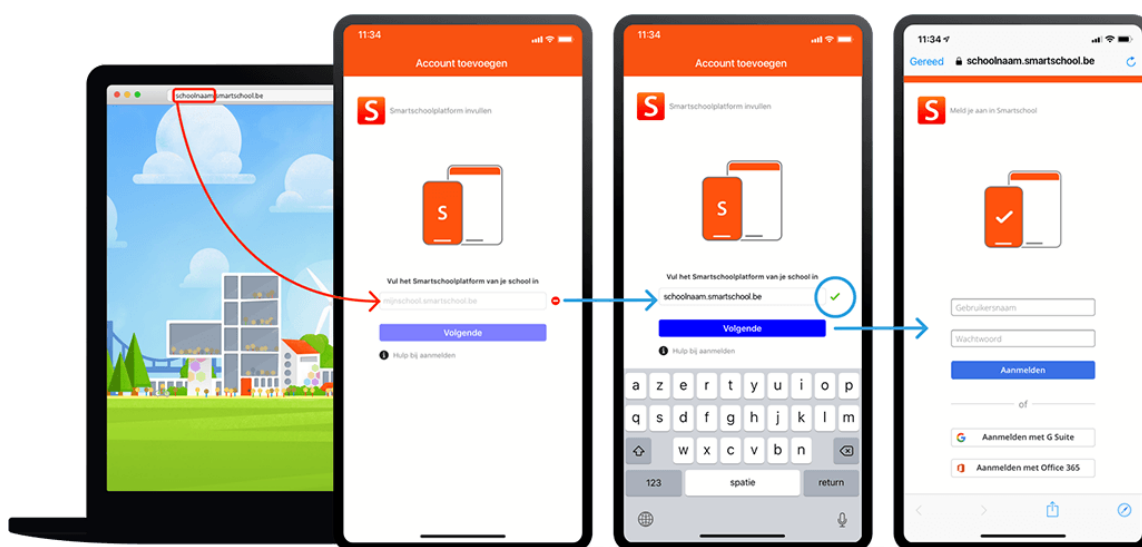 schoolnaam.smartschool.be
11:34
Account toevoegen
S
Smartschoolplatform invullen
S
Vul het Smartschoolplatform van je school in
mijnschool.smartschool.be
Volgende
Hulp bij aanmelden
11:34
Account toevoegen
S
Smartschoolplatform invullen
S
Vul het Smartschoolplatform van je school in
schoolnaam.smartschool.be
Volgende
Hulp bij aanmelden
a z e r t y u i o p
q s d f g h j k l m
w x c v b n
123 spatie return
11:34
Gereed schoolnaam.smartschool.be
S
Meld je aan in Smartschool
Gebruikersnaam
Wachtwoord
Aanmelden
of
G Aanmelden met G Suite
Aanmelden met Office 365